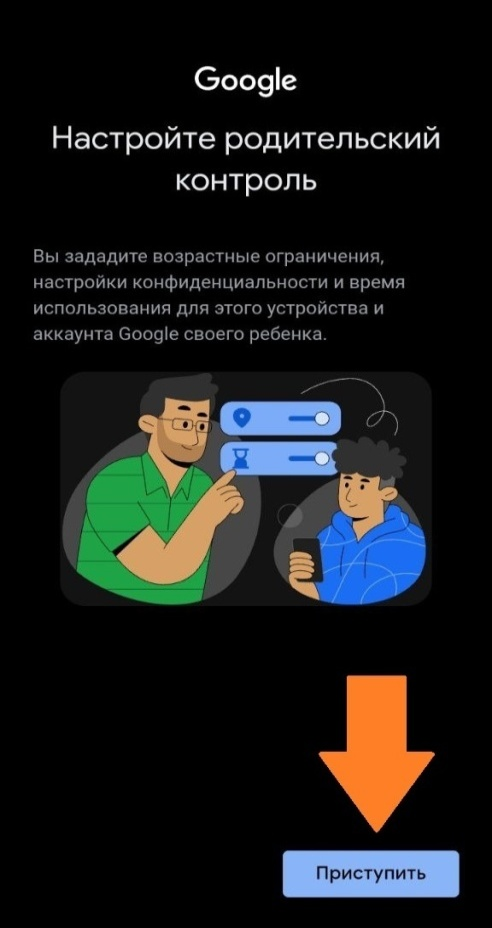 Google
Настройте родительский
контроль
Вы зададите возрастные ограничения,
настройки конфиденциальности и время
использования для этого устройства и
аккаунта Google своего ребенка.
Приступить